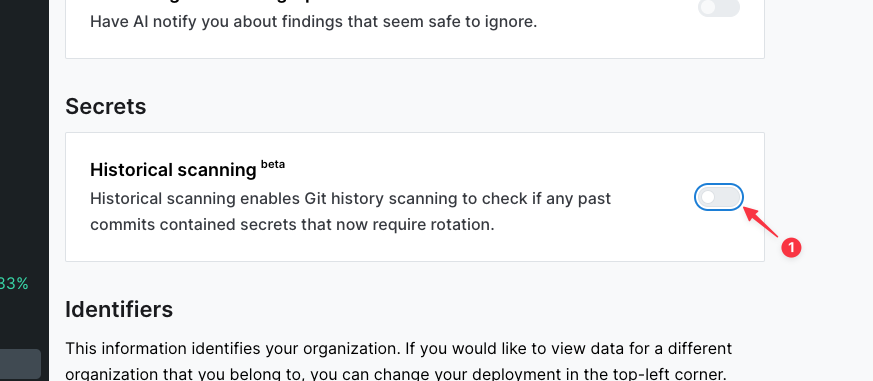 Have AI notify you about findings that seem safe to ignore.
Secrets
Historical scanning beta
Historical scanning enables Git history scanning to check if any past
commits contained secrets that now require rotation.
1
33%
Identifiers
This information identifies your organization. If you would like to view data for a different
organization that you belong to, you can change your deployment in the top-left corner.